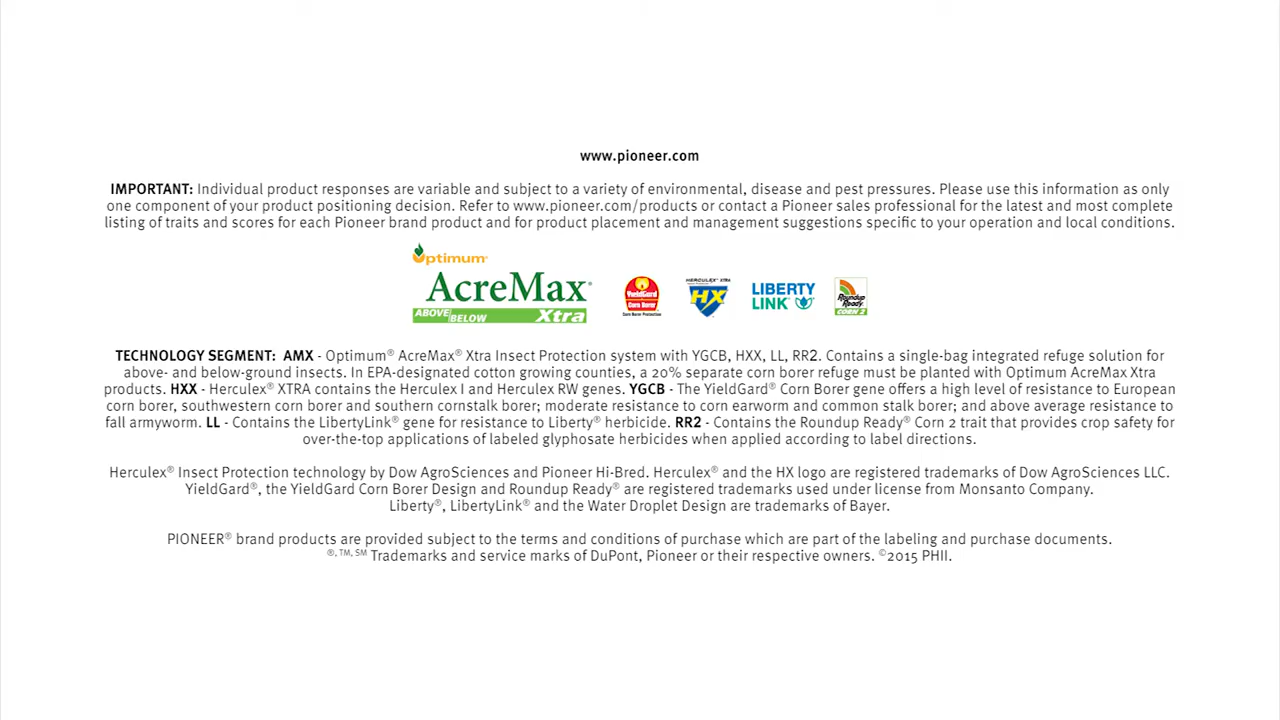 www.pioneer.com
IMPORTANT: Individual product responses are variable and subject to a variety of environmental, disease and pest pressures. Please use this information as only
one component of your product positioning decision. Refer to www.pioneer.com/products or contact a Pioneer sales professional for the latest and most complete
listing of traits and scores for each Pioneer brand product and for product placement and management suggestions specific to your operation and local conditions.
Optimum®
AcreMax®
ABOVE BELOW Xtra
YieldGard
Corn Borer
Corn Borer Protection
HERCULEX® XTRA
HX
LIBERTY
LINK®
Roundup
Ready®
CORN 2
TECHNOLOGY SEGMENT: AMX - Optimum® AcreMax® Xtra Insect Protection system with YGCB, HXX, LL, RR2. Contains a single-bag integrated refuge solution for
above- and below-ground insects. In EPA-designated cotton growing counties, a 20% separate corn borer refuge must be planted with Optimum AcreMax Xtra
products. HXX - Herculex® XTRA contains the Herculex I and Herculex RW genes. YGCB - The YieldGard® Corn Borer gene offers a high level of resistance to European
corn borer, southwestern corn borer and southern cornstalk borer; moderate resistance to corn earworm and common stalk borer; and above average resistance to
fall armyworm. LL - Contains the LibertyLink® gene for resistance to Liberty® herbicide. RR2 - Contains the Roundup Ready® Corn 2 trait that provides crop safety for
over-the-top applications of labeled glyphosate herbicides when applied according to label directions.
Herculex® Insect Protection technology by Dow AgroSciences and Pioneer Hi-Bred. Herculex® and the HX logo are registered trademarks of Dow AgroSciences LLC.
YieldGard®, the YieldGard Corn Borer Design and Roundup Ready® are registered trademarks used under license from Monsanto Company.
Liberty®, LibertyLink® and the Water Droplet Design are trademarks of Bayer.
PIONEER® brand products are provided subject to the terms and conditions of purchase which are part of the labeling and purchase documents.
®, TM, SM Trademarks and service marks of DuPont, Pioneer or their respective owners. ©2015 PHII.